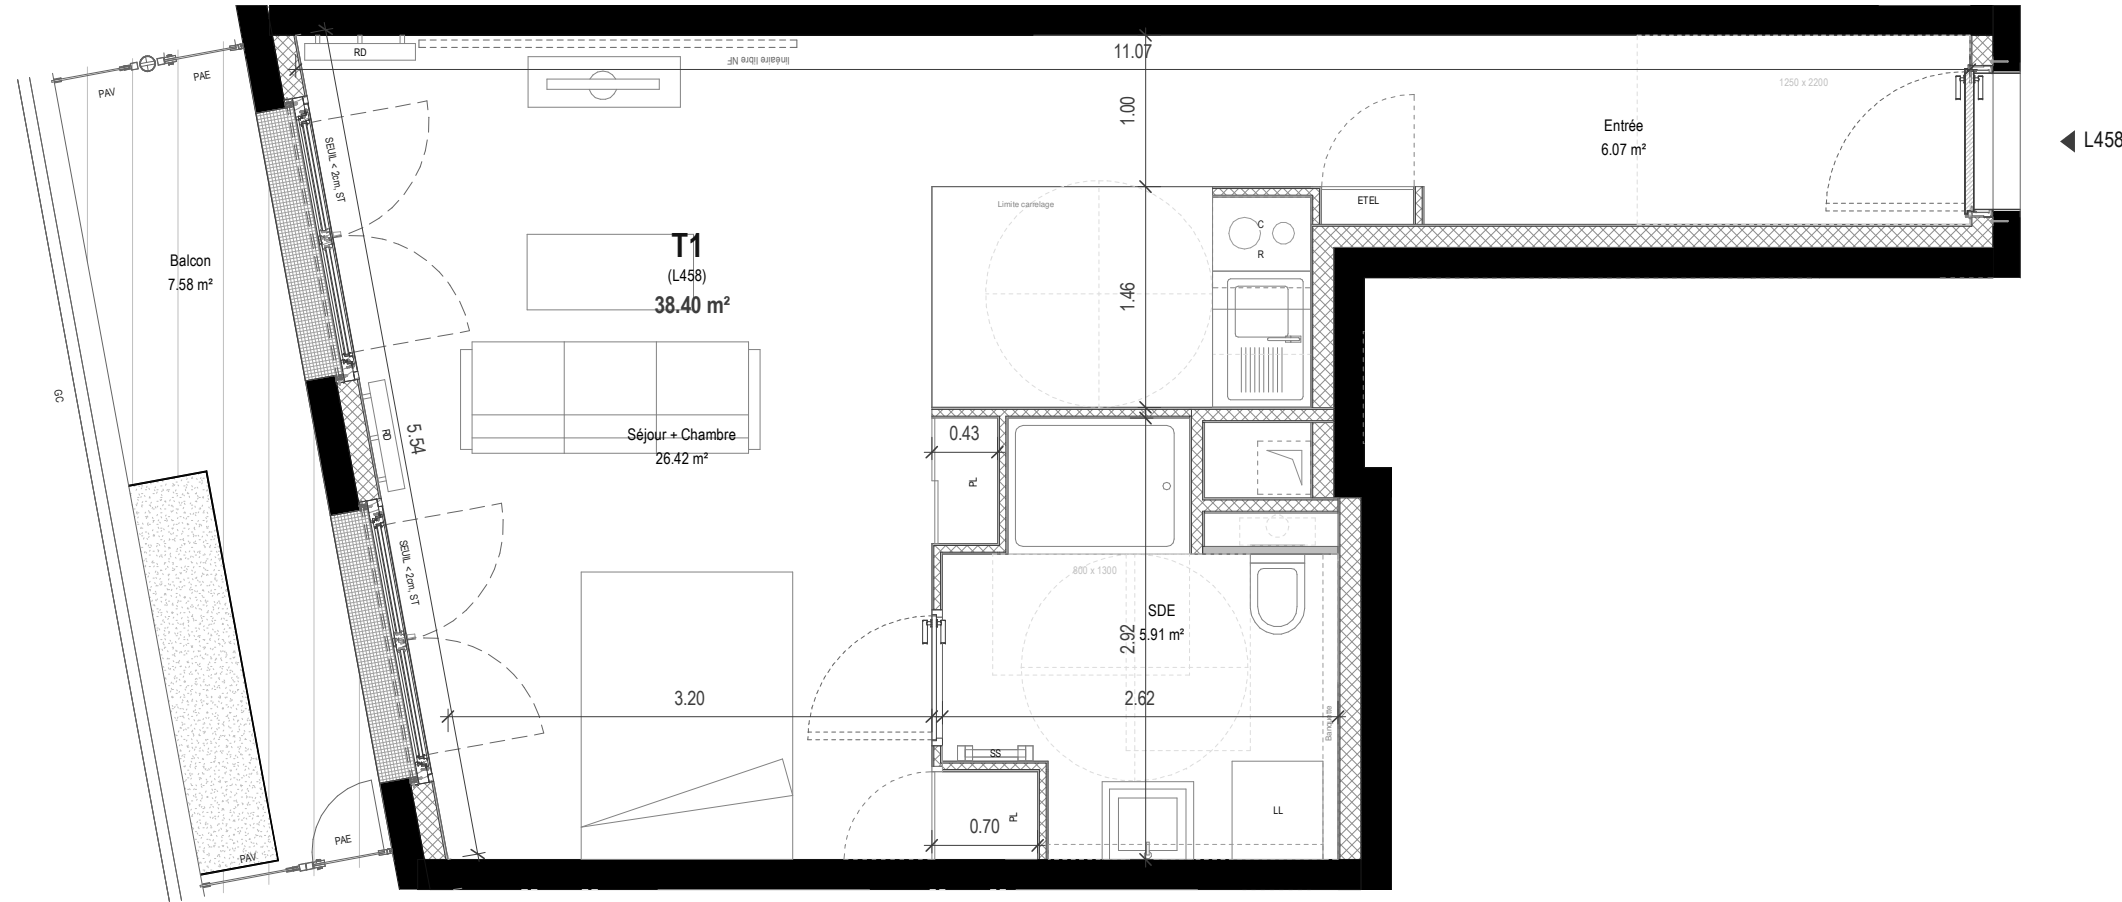 RD
linéaire libre NF
11.07
1250 x 2200
PAE
PAV
1.00
Entrée
6.07 m²
L458
SEUIL < 2cm, ST
ETEL
Limite carrelage
C
R
T1
(L458)
38.40 m²
Balcon
7.58 m²
1.46
GC
RD
5.54
Séjour + Chambre
26.42 m²
0.43
PL
SEUIL < 2cm, ST
800 x 1300
SDE
5.91 m²
2.92
3.20
2.62
Banquette
SS
LL
0.70
PL
PAE
PAV